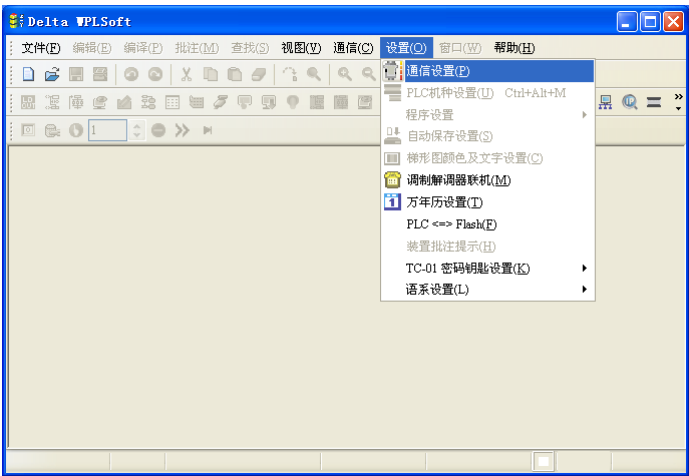 Delta WPLSoft
文件(F) 编辑(E) 编译(P) 批注(M) 查找(S) 视图(V) 通信(C) 设置(O) 窗口(W) 帮助(H)
通信设置(P)
PLC机种设置(U) Ctrl+Alt+M
程序设置
自动保存设置(S)
梯形图颜色及文字设置(C)
调制解调器联机(M)
万年历设置(T)
PLC <=> Flash(F)
装置批注提示(H)
TC-01 密码钥匙设置(K)
语系设置(L)
1